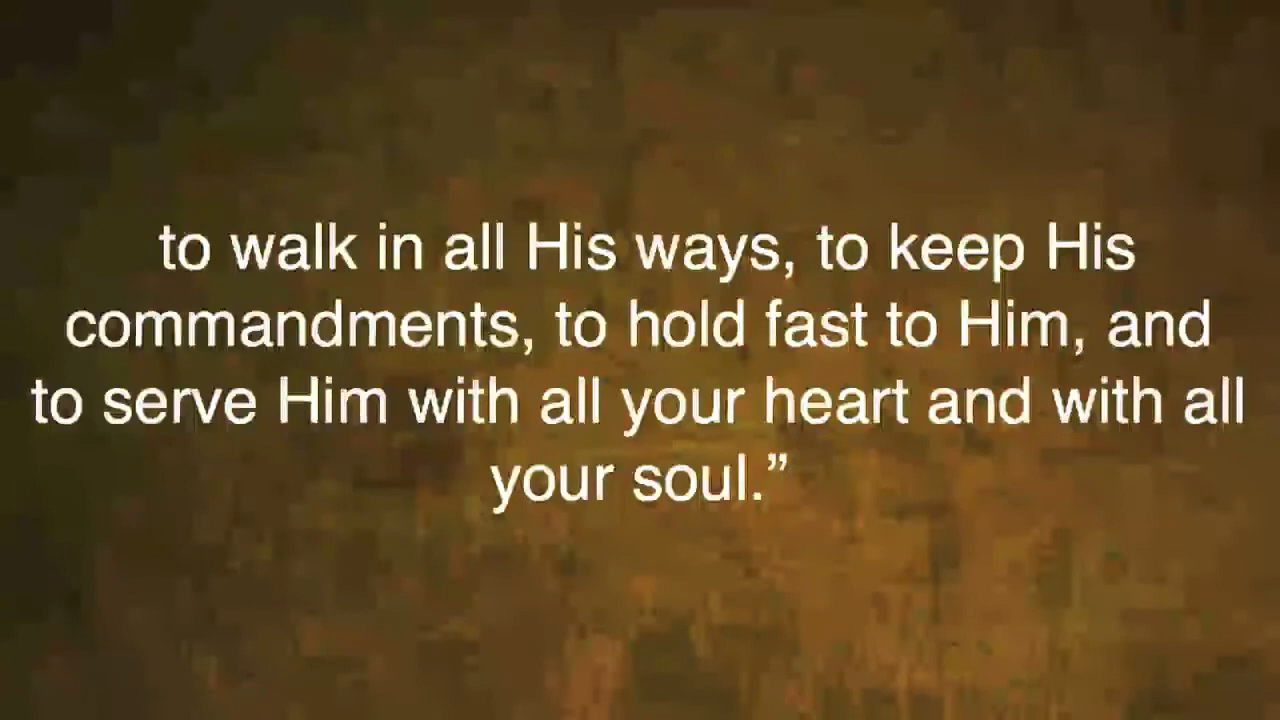 to walk in all His ways, to keep His
commandments, to hold fast to Him, and
to serve Him with all your heart and with all
your soul.”